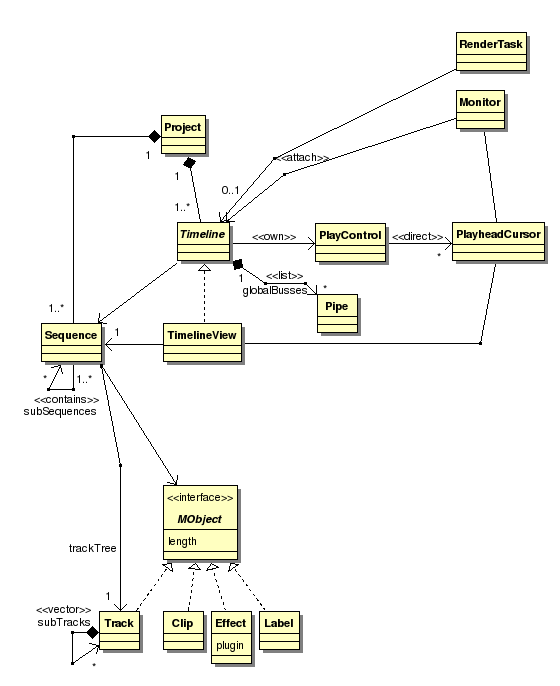 RenderTask
Monitor
Project
1
1
<<attach>>
0..1
1..*
Timeline
<<own>>
PlayControl
<<direct>>
PlayheadCursor
*
1
<<list>>
globalBusses
*
Pipe
1..*
Sequence
1
TimelineView
*
1..*
<<contains>>
subSequences
<<interface>>
MObject
length
trackTree
1
<<vector>>
subTracks
*
Track
Clip
Effect
plugin
Label